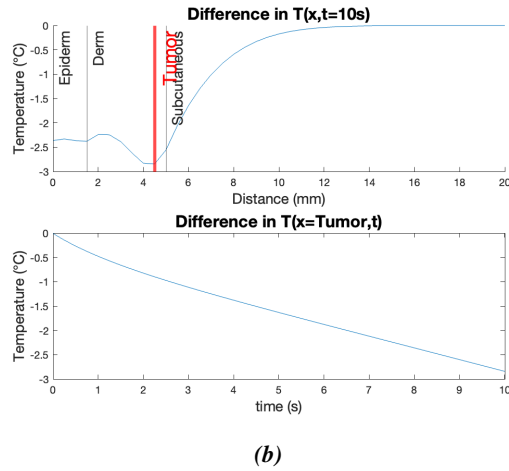 Difference in T(x,t=10s)
Temperature (°C)
0
-0.5
-1
-1.5
-2
-2.5
-3
Epiderm
Derm
Tumor
Subcutaneous
0 2 4 6 8 10 12 14 16 18 20
Distance (mm)
Difference in T(x=Tumor,t)
Temperature (°C)
0
-0.5
-1
-1.5
-2
-2.5
-3
0 1 2 3 4 5 6 7 8 9 10
time (s)
(b)